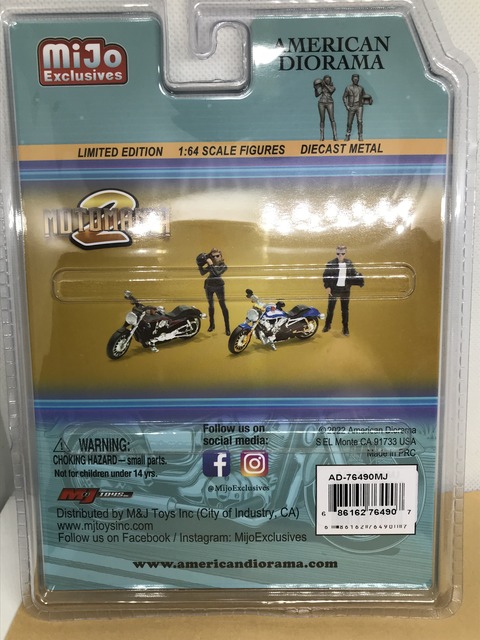 MiJo
Exclusives
AMERICAN
DIORAMA
LIMITED EDITION 1:64 SCALE FIGURES DIECAST METAL
2
Follow us on
social media:
@MijoExclusives
©2022 American Diorama
S EL Monte CA 91733 USA
Made in PRC
WARNING:
CHOKING HAZARD — small parts.
Not for children under 14 yrs.
AD-76490MJ
6 86162 76490 7
MJ TOYS INC.
Distributed by M&J Toys Inc (City of Industry, CA)
www.mjtoysinc.com
Follow us on Facebook / Instagram: MijoExclusives
www.americandiorama.com